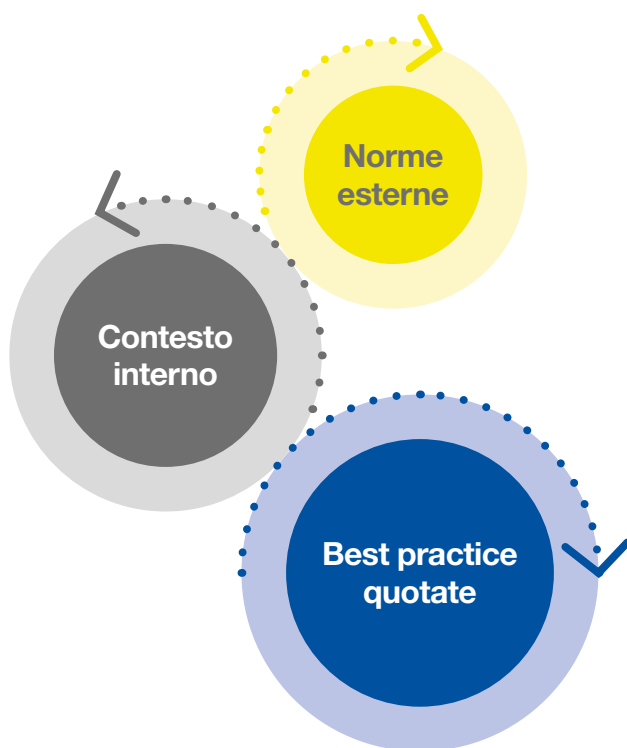 Norme
esterne
Contesto
interno
Best practice
quotate